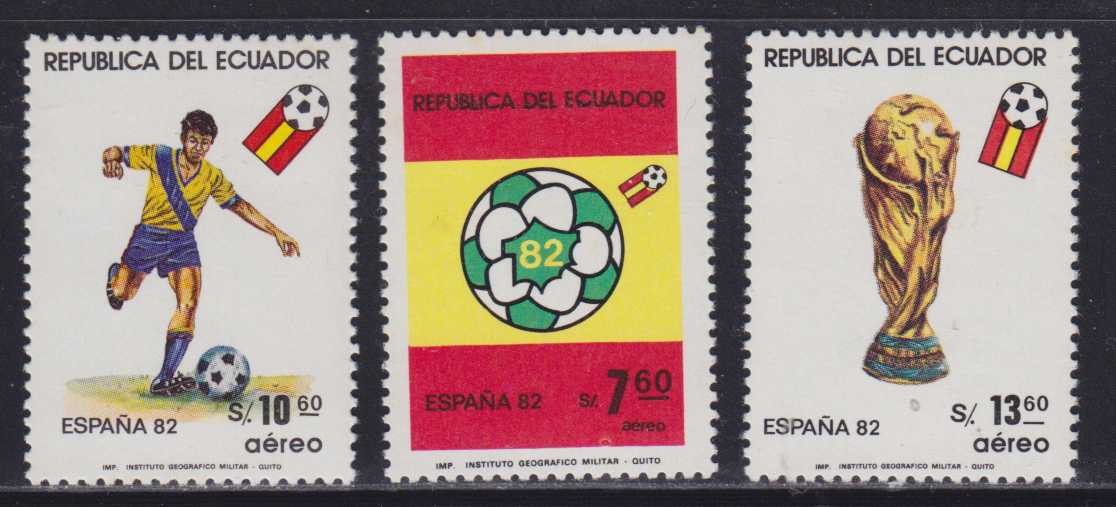 REPUBLICA DEL ECUADOR
ESPAÑA 82
S/. 10 60
aéreo
IMP. INSTITUTO GEOGRAFICO MILITAR - QUITO
REPUBLICA DEL ECUADOR
82
ESPAÑA 82
S/. 7 60
aereo
IMP. INSTITUTO GEOGRAFICO MILITAR - QUITO
REPUBLICA DEL ECUADOR
ESPAÑA 82
S/. 13 60
aéreo
IMP. INSTITUTO GEOGRAFICO MILITAR - QUITO